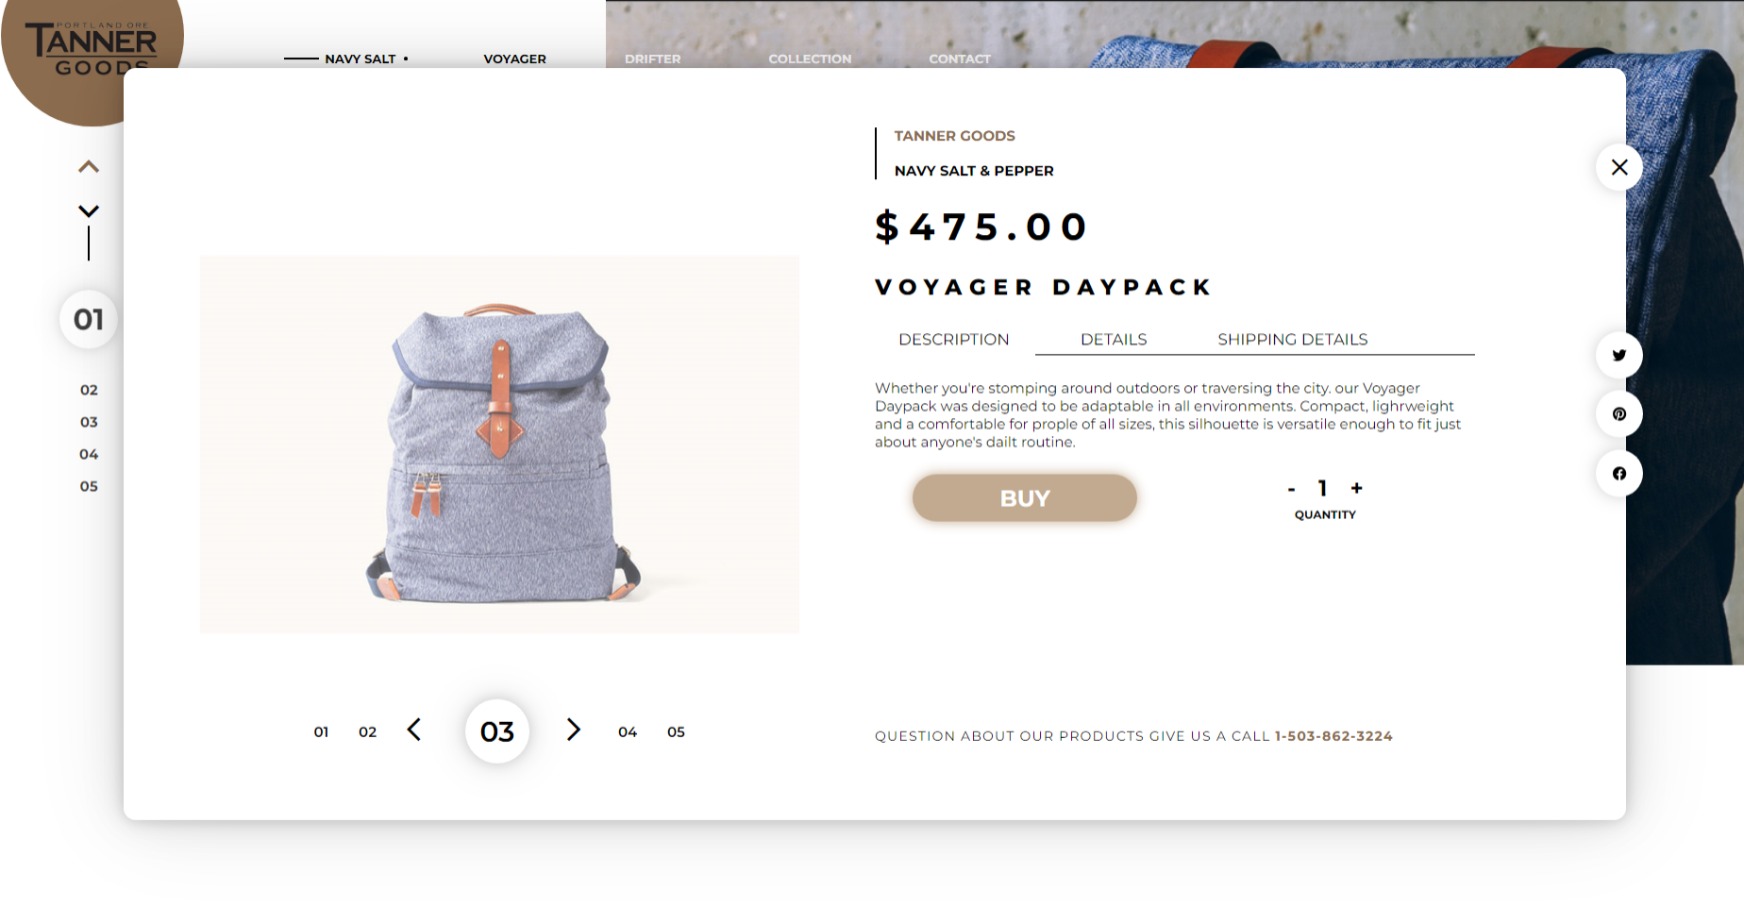 PORTLAND ORE
TANNER
GOODS
NAVY SALT
VOYAGER
DRIFTER
COLLECTION
CONTACT
01
02
03
04
05
TANNER GOODS
NAVY SALT & PEPPER
$475.00
VOYAGER DAYPACK
DESCRIPTION
DETAILS
SHIPPING DETAILS
Whether you're stomping around outdoors or traversing the city. our Voyager
Daypack was designed to be adaptable in all environments. Compact, lighrweight
and a comfortable for prople of all sizes, this silhouette is versatile enough to fit just
about anyone's dailt routine.
BUY
- 1 +
QUANTITY
01 02 03 04 05
QUESTION ABOUT OUR PRODUCTS GIVE US A CALL 1-503-862-3224